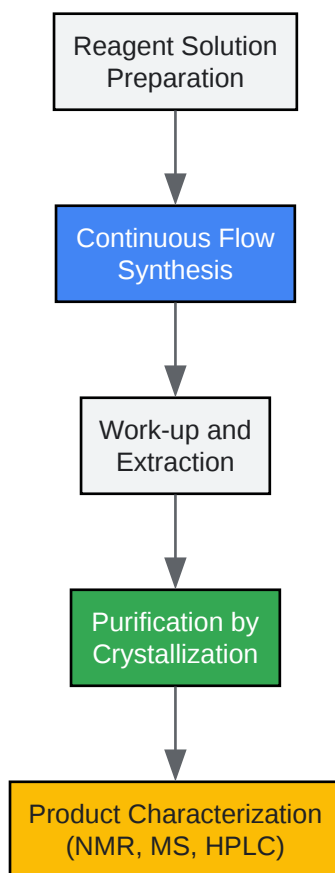 Reagent Solution
Preparation
Continuous Flow
Synthesis
Work-up and
Extraction
Purification by
Crystallization
Product Characterization
(NMR, MS, HPLC)